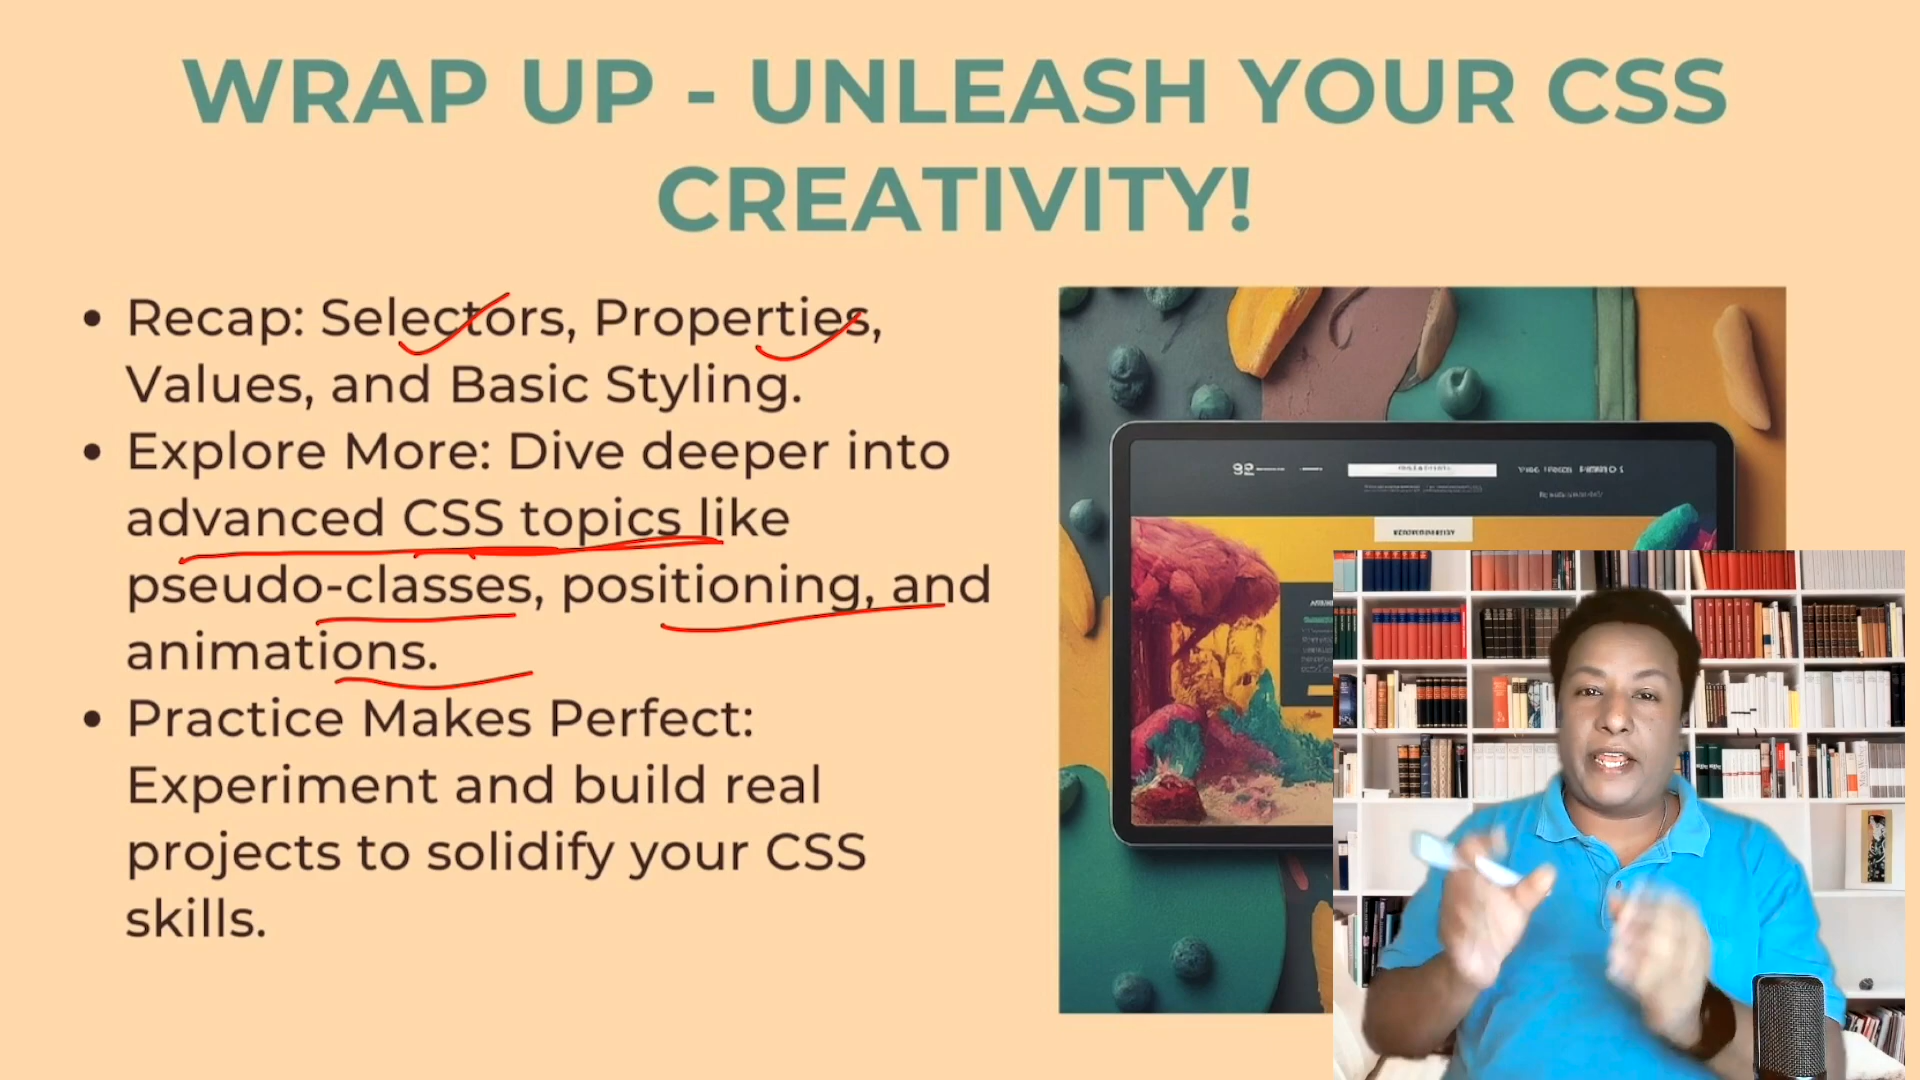 WRAP UP - UNLEASH YOUR CSS
CREATIVITY!
Recap: Selectors, Properties,
Values, and Basic Styling.
Explore More: Dive deeper into
advanced CSS topics like
pseudo-classes, positioning, and
animations.
Practice Makes Perfect:
Experiment and build real
projects to solidify your CSS
skills.